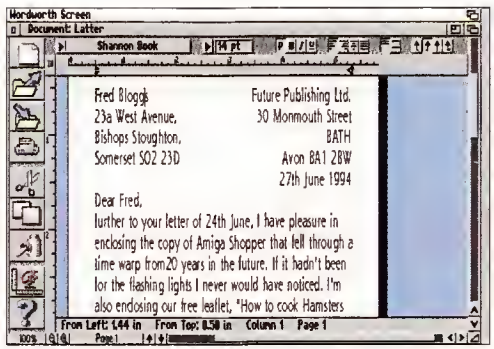 Wordworth Screen
Document: Latter
Shannon Book 14 pt P B I U
Fred Bloggs Future Publishing Ltd.
23a West Avenue, 30 Monmouth Street
Bishops Stoughton, BATH
Somerset SO2 23D Avon BA1 2BW
27th June 1994
Dear Fred,
further to your letter of 24th June, I have pleasure in
enclosing the copy of Amiga Shopper that fell through a
time warp from20 years in the future. If it hadn't been
for the flashing lights I never would have noticed. I'm
also enclosing our free leaflet, "How to cook Hamsters
From Left: 1.44 in From Top: 0.50 in Column 1 Page 1
100% Page 1